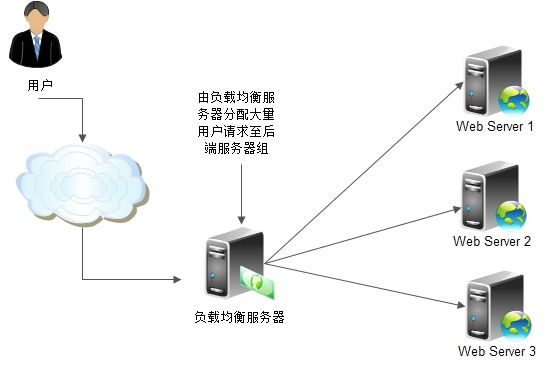 用户
由负载均衡服
务器分配大量
用户请求至后
端服务器组
Web Server 1
Web Server 2
负载均衡服务器
Web Server 3